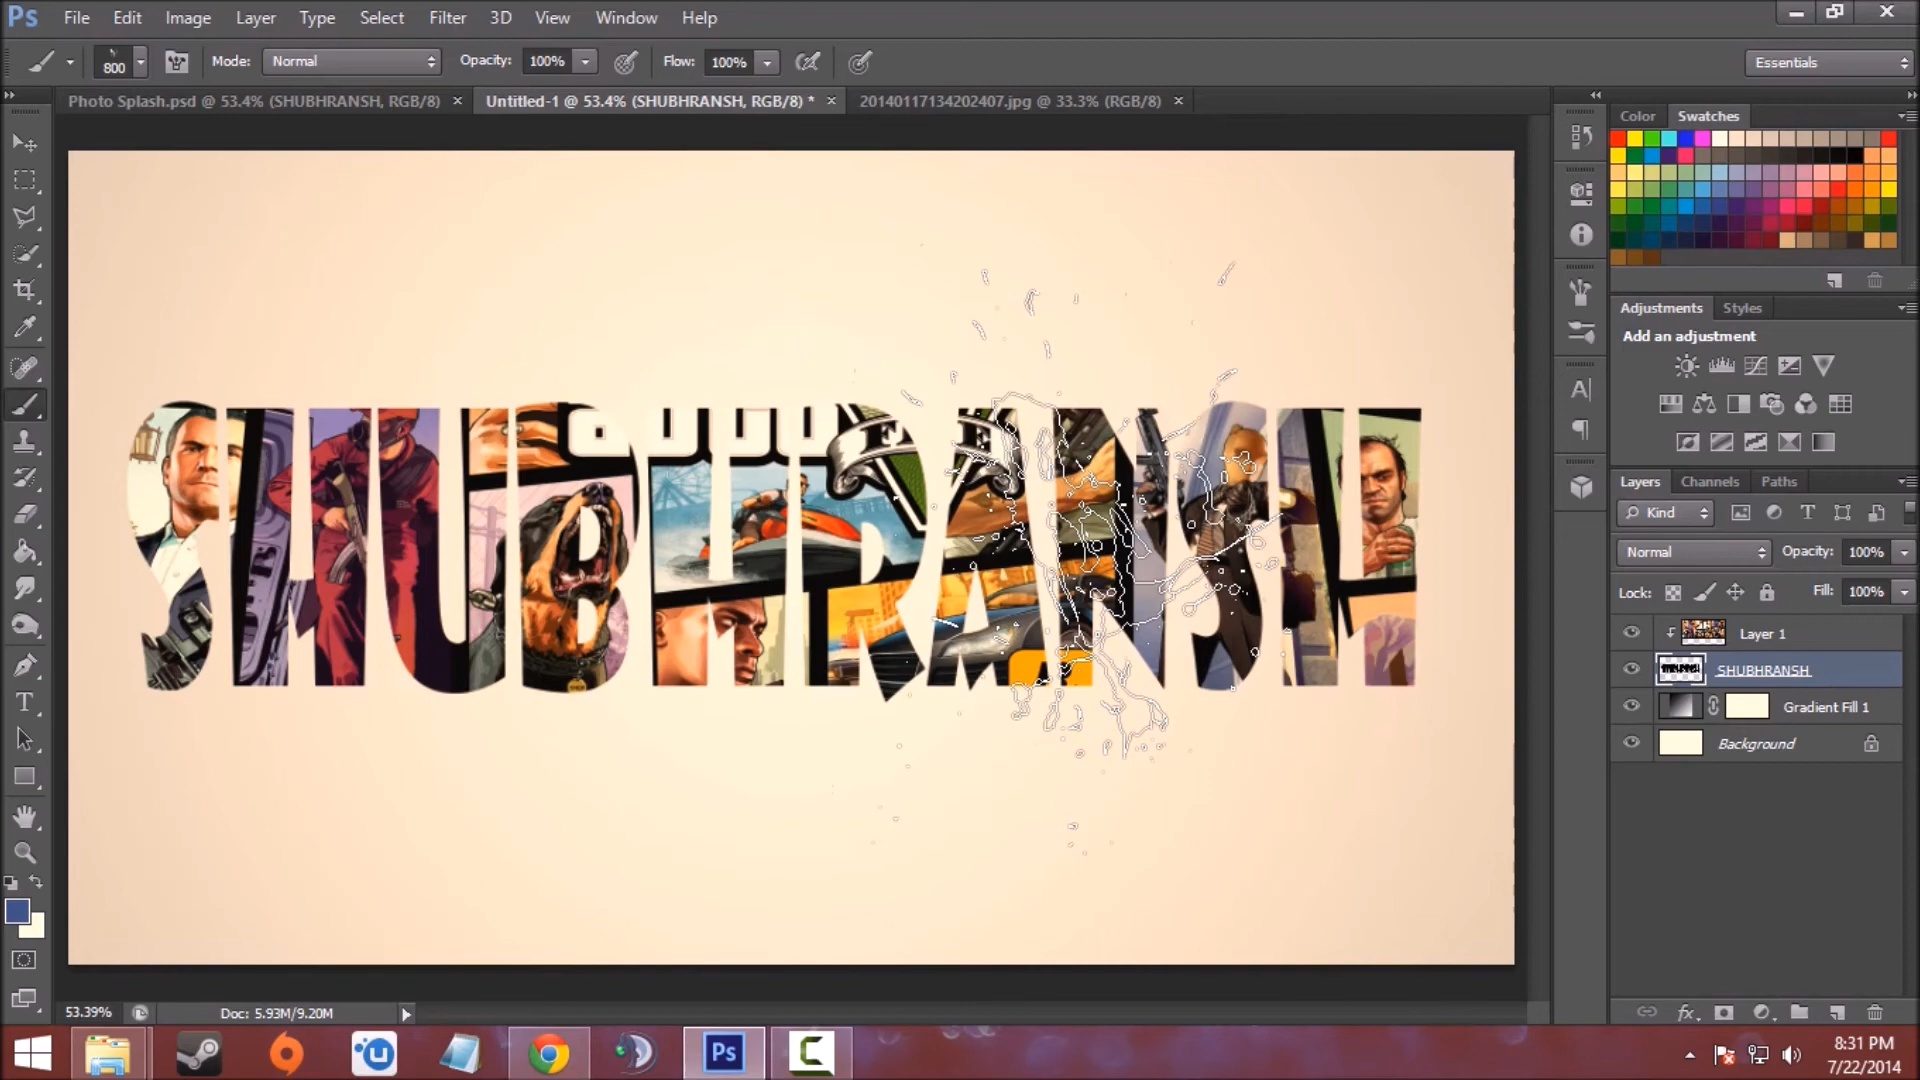 Ps File Edit Image Layer Type Select Filter 3D View Window Help
800 Mode: Normal Opacity: 100% Flow: 100% Essentials
Photo Splash.psd @ 53.4% (SHUBHRANSH, RGB/8) × Untitled-1 @ 53.4% (SHUBHRANSH, RGB/8) * × 20140117134202407.jpg @ 33.3% (RGB/8) ×
Color Swatches
Adjustments Styles
Add an adjustment
SHUBHRANSH
Layers Channels Paths
Kind
Normal Opacity: 100%
Lock: Fill: 100%
Layer 1
SHUBHRANSH
Gradient Fill 1
Background
53.39% Doc: 5.93M/9.20M
Ps
8:31 PM
7/22/2014